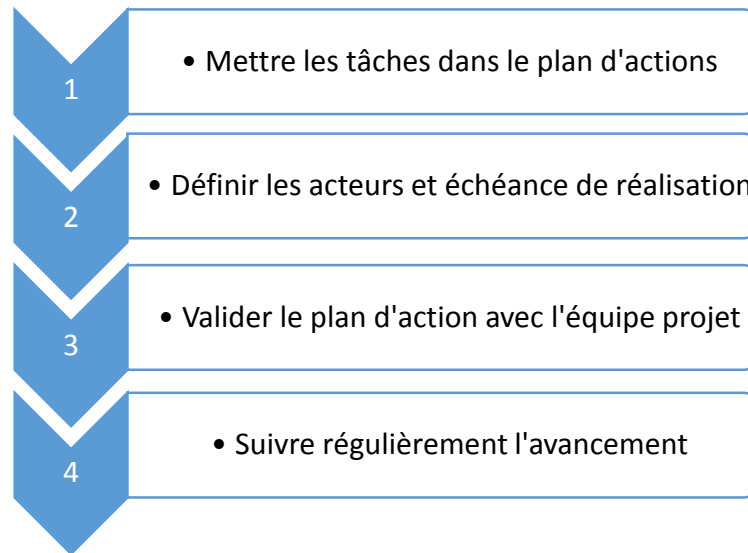 1
• Mettre les tâches dans le plan d'actions
2
• Définir les acteurs et échéance de réalisation
3
• Valider le plan d'action avec l'équipe projet
4
• Suivre régulièrement l'avancement